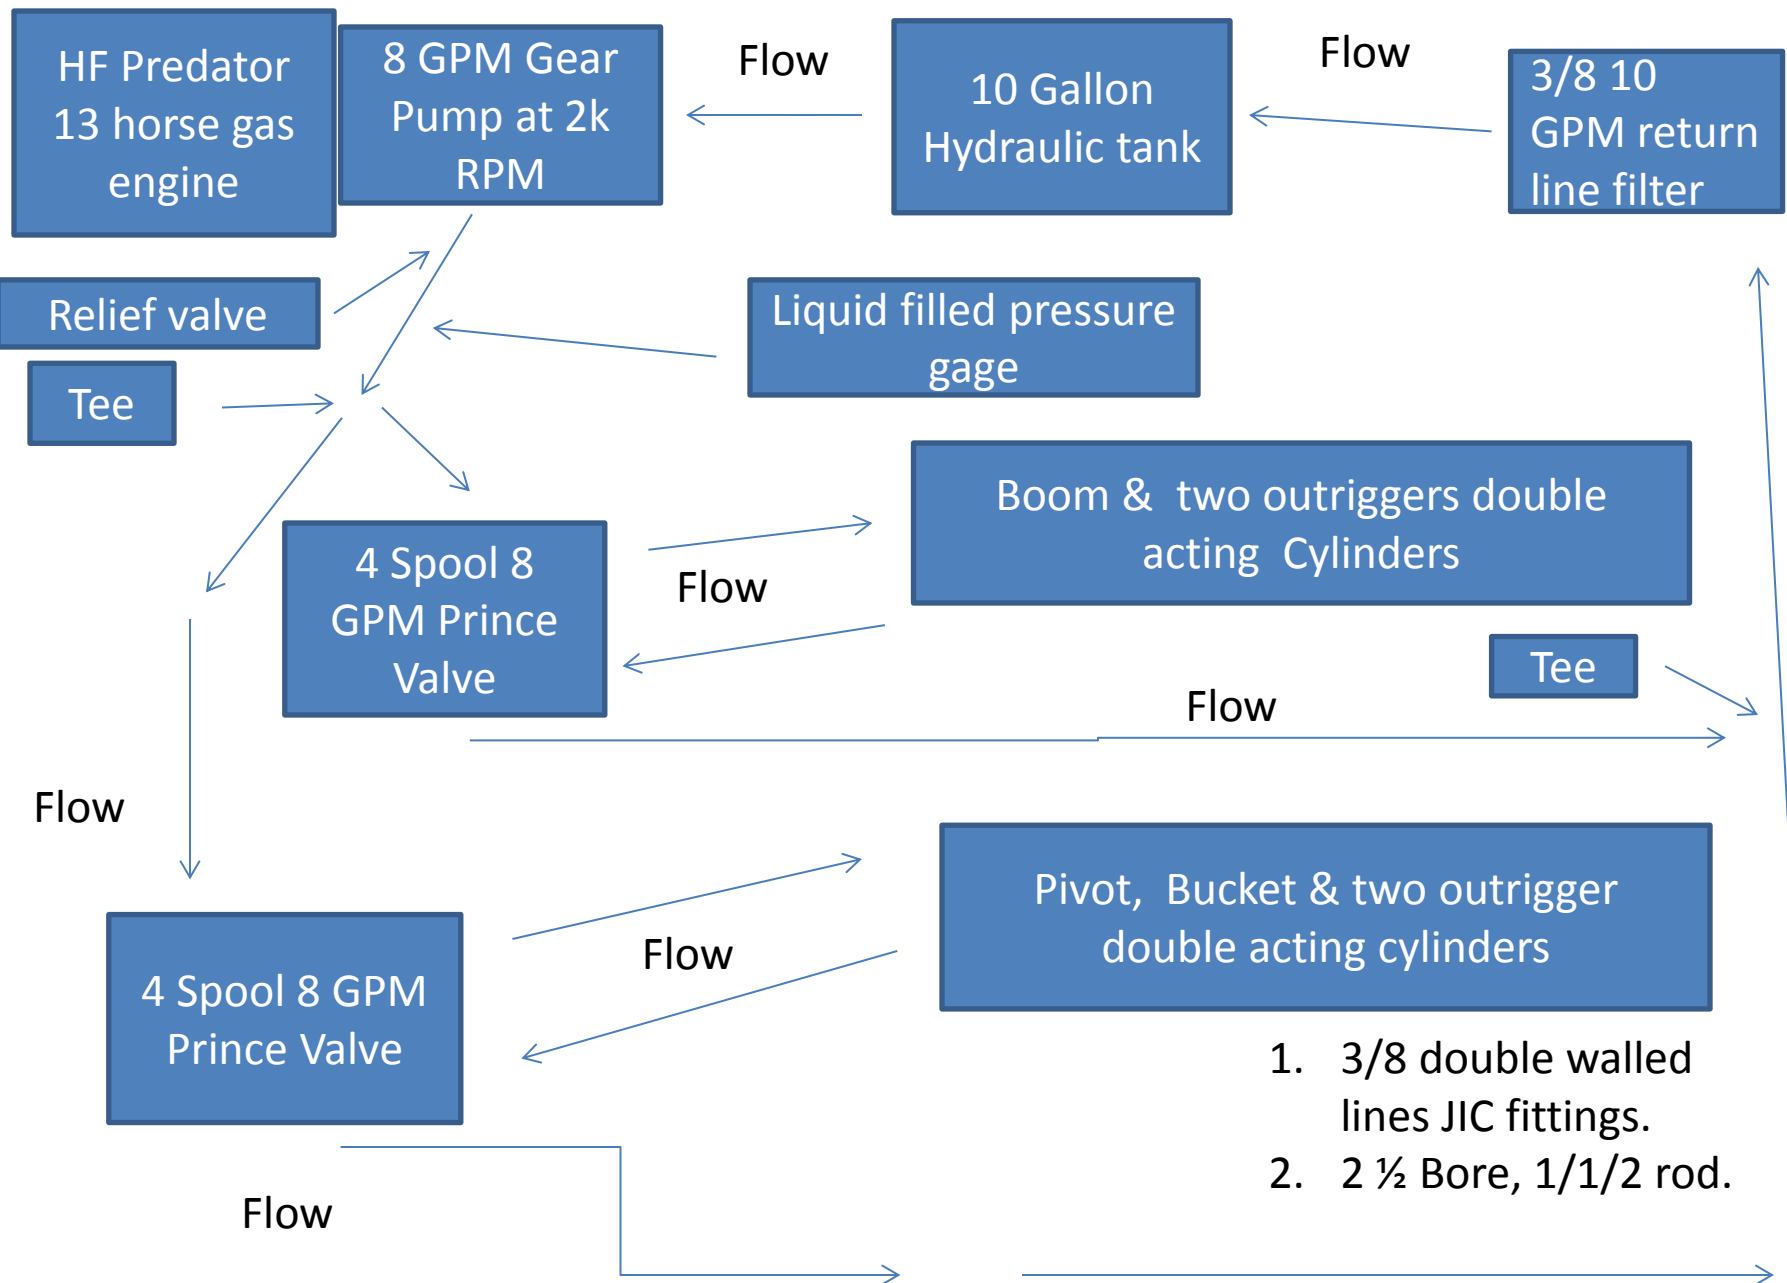 HF Predator
13 horse gas
engine
8 GPM Gear
Pump at 2k
RPM
Flow
10 Gallon
Hydraulic tank
Flow
3/8 10
GPM return
line filter
Relief valve
Liquid filled pressure
gage
Tee
4 Spool 8
GPM Prince
Valve
Flow
Boom & two outriggers double
acting Cylinders
Tee
Flow
Flow
4 Spool 8 GPM
Prince Valve
Flow
Pivot, Bucket & two outrigger
double acting cylinders
1. 3/8 double walled
lines JIC fittings.
2. 2 ½ Bore, 1/1/2 rod.
Flow